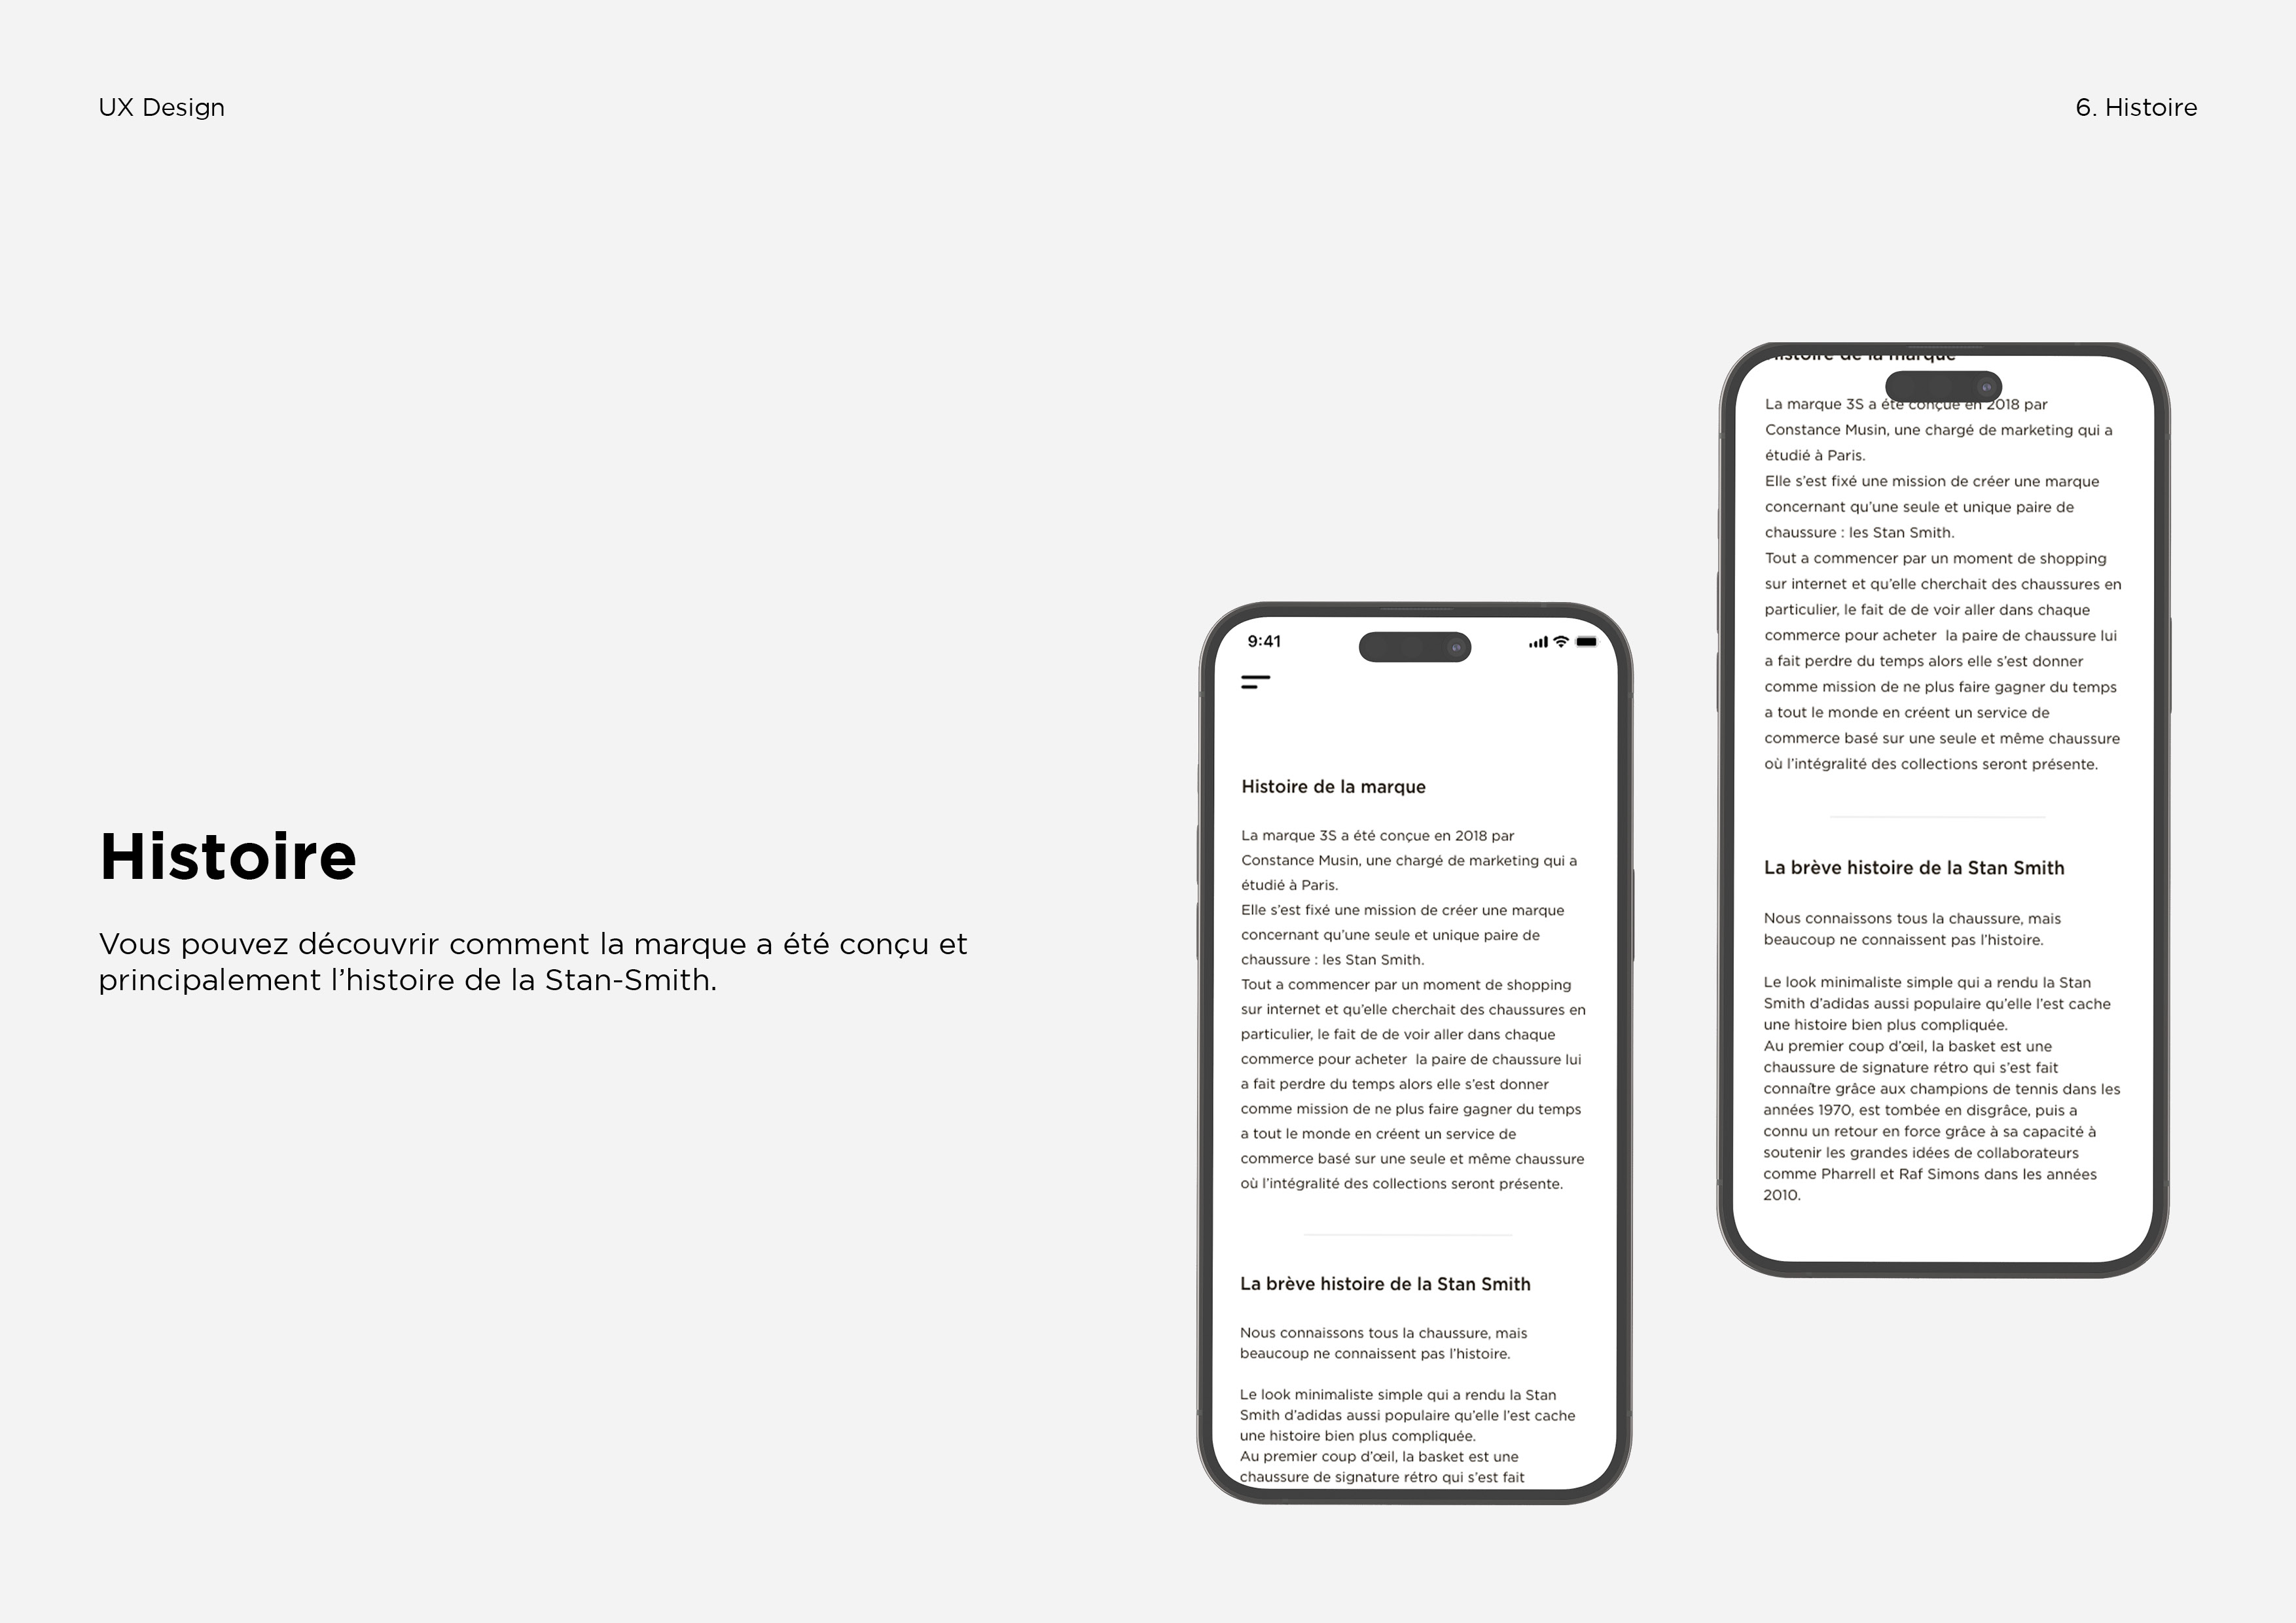 UX Design
6. Histoire
Histoire
Vous pouvez découvrir comment la marque a été conçu et
principalement l’histoire de la Stan-Smith.
9:41
Histoire de la marque
La marque 3S a été conçue en 2018 par
Constance Musin, une chargé de marketing qui a
étudié à Paris.
Elle s’est fixé une mission de créer une marque
concernant qu’une seule et unique paire de
chaussure : les Stan Smith.
Tout a commencer par un moment de shopping
sur internet et qu’elle cherchait des chaussures en
particulier, le fait de de voir aller dans chaque
commerce pour acheter  la paire de chaussure lui
a fait perdre du temps alors elle s’est donner
comme mission de ne plus faire gagner du temps
a tout le monde en créent un service de
commerce basé sur une seule et même chaussure
où l’intégralité des collections seront présente.
La brève histoire de la Stan Smith
Nous connaissons tous la chaussure, mais
beaucoup ne connaissent pas l’histoire.
Le look minimaliste simple qui a rendu la Stan
Smith d’adidas aussi populaire qu’elle l’est cache
une histoire bien plus compliquée.
Au premier coup d’œil, la basket est une
chaussure de signature rétro qui s’est fait
Histoire de la marque
La marque 3S a été conçue en 2018 par
Constance Musin, une chargé de marketing qui a
étudié à Paris.
Elle s’est fixé une mission de créer une marque
concernant qu’une seule et unique paire de
chaussure : les Stan Smith.
Tout a commencer par un moment de shopping
sur internet et qu’elle cherchait des chaussures en
particulier, le fait de de voir aller dans chaque
commerce pour acheter  la paire de chaussure lui
a fait perdre du temps alors elle s’est donner
comme mission de ne plus faire gagner du temps
a tout le monde en créent un service de
commerce basé sur une seule et même chaussure
où l’intégralité des collections seront présente.
La brève histoire de la Stan Smith
Nous connaissons tous la chaussure, mais
beaucoup ne connaissent pas l’histoire.
Le look minimaliste simple qui a rendu la Stan
Smith d’adidas aussi populaire qu’elle l’est cache
une histoire bien plus compliquée.
Au premier coup d’œil, la basket est une
chaussure de signature rétro qui s’est fait
connaître grâce aux champions de tennis dans les
années 1970, est tombée en disgrâce, puis a
connu un retour en force grâce à sa capacité à
soutenir les grandes idées de collaborateurs
comme Pharrell et Raf Simons dans les années
2010.